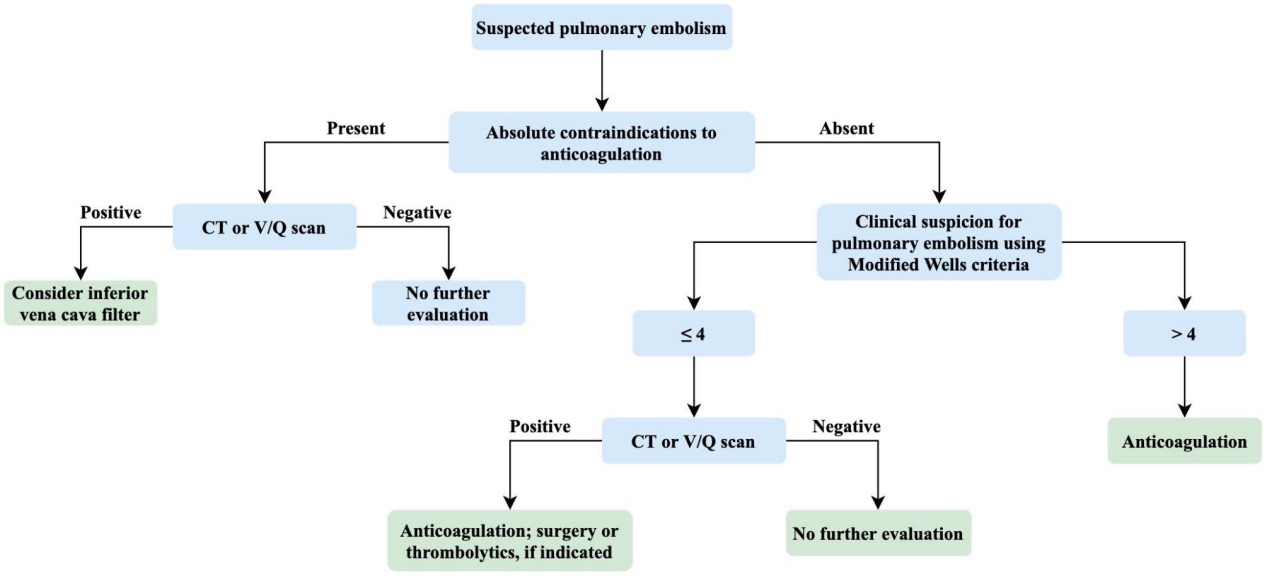 Suspected pulmonary embolism
Present
Absolute contraindications to
anticoagulation
Absent
Positive
CT or V/Q scan
Negative
Clinical suspicion for
pulmonary embolism using
Modified Wells criteria
Consider inferior
vena cava filter
No further
evaluation
≤ 4
> 4
Positive
CT or V/Q scan
Negative
Anticoagulation
Anticoagulation; surgery or
thrombolytics, if indicated
No further evaluation